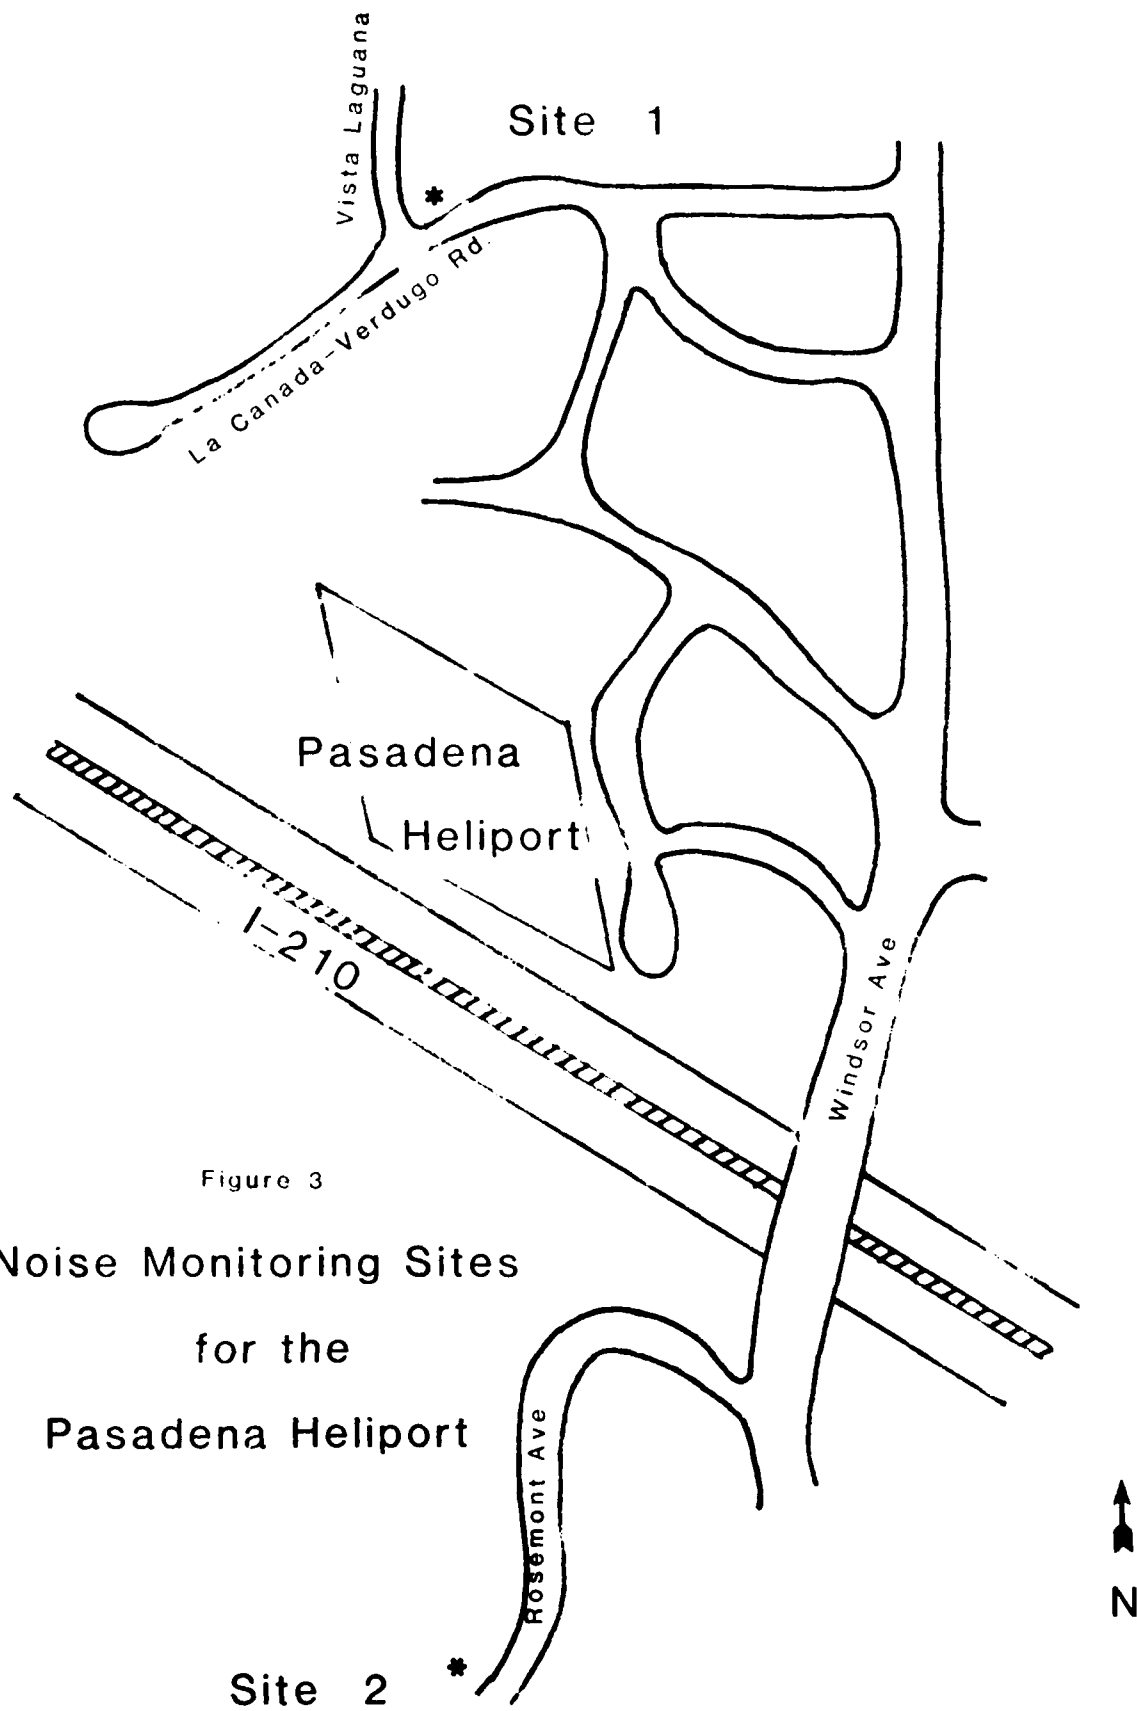 Vista Laguana
Site 1
La Canada-Verdugo Rd.
Pasadena
Heliport
I-210
Windsor Ave
Figure 3
Noise Monitoring Sites
for the
Pasadena Heliport
Rosemont Ave
N
Site 2